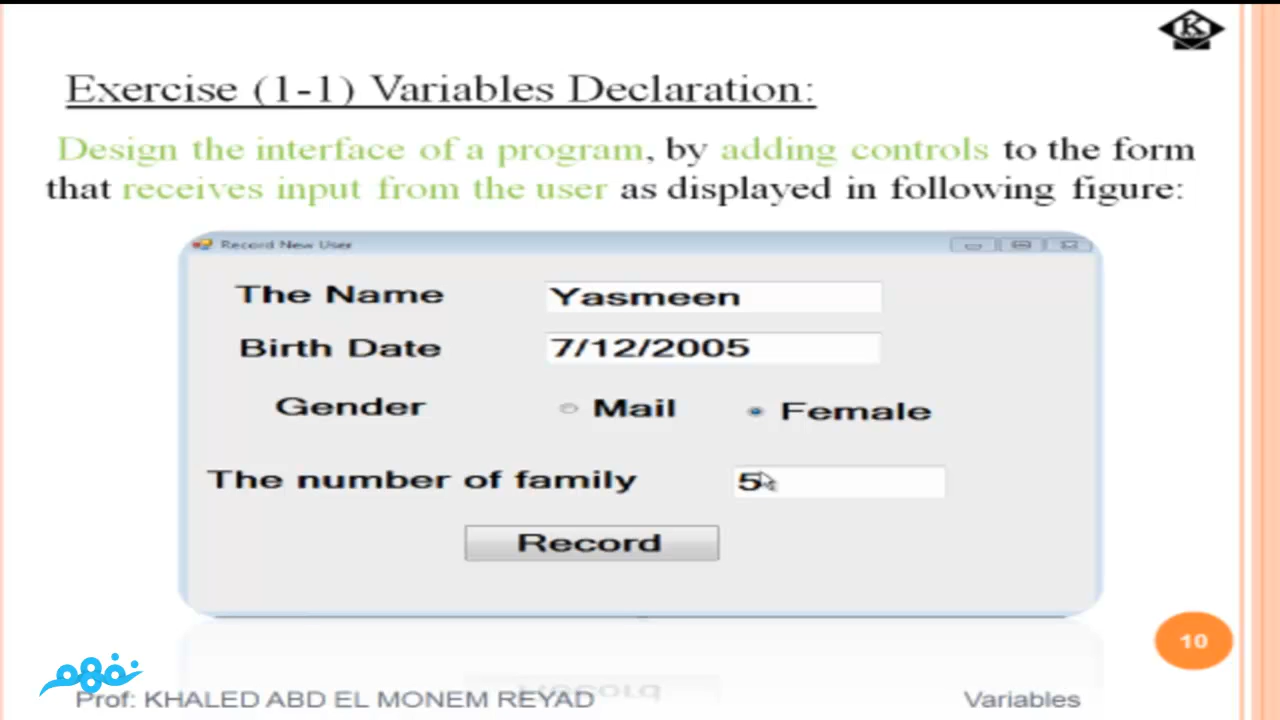 K
Exercise (1-1) Variables Declaration:
Design the interface of a program, by adding controls to the form
that receives input from the user as displayed in following figure:
Record New User
The Name Yasmeen
Birth Date 7/12/2005
Gender Mail Female
The number of family 5
Record
10
نفهم
Prof: KHALED ABD EL MONEM REYAD Variables